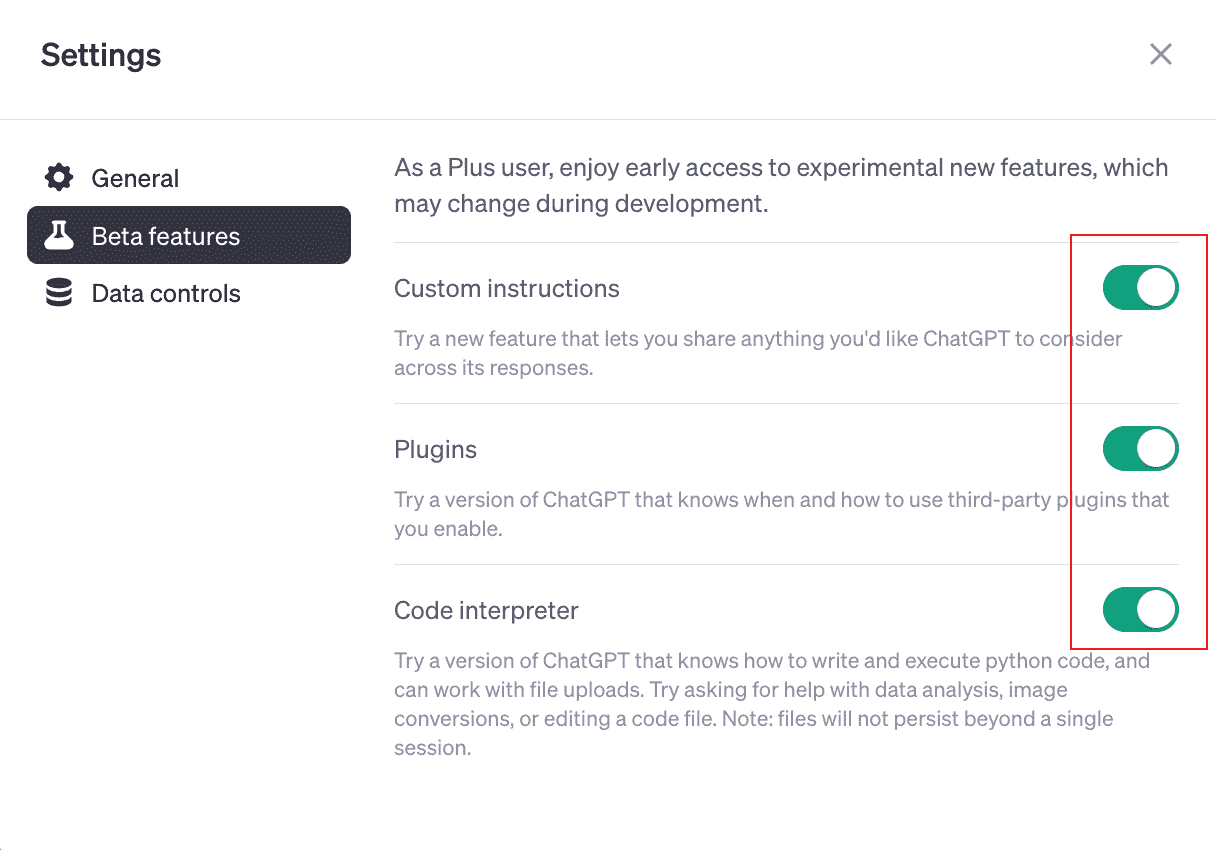 Settings
General
Beta features
Data controls
As a Plus user, enjoy early access to experimental new features, which
may change during development.
Custom instructions
Try a new feature that lets you share anything you'd like ChatGPT to consider
across its responses.
Plugins
Try a version of ChatGPT that knows when and how to use third-party plugins that
you enable.
Code interpreter
Try a version of ChatGPT that knows how to write and execute python code, and
can work with file uploads. Try asking for help with data analysis, image
conversions, or editing a code file. Note: files will not persist beyond a single
session.